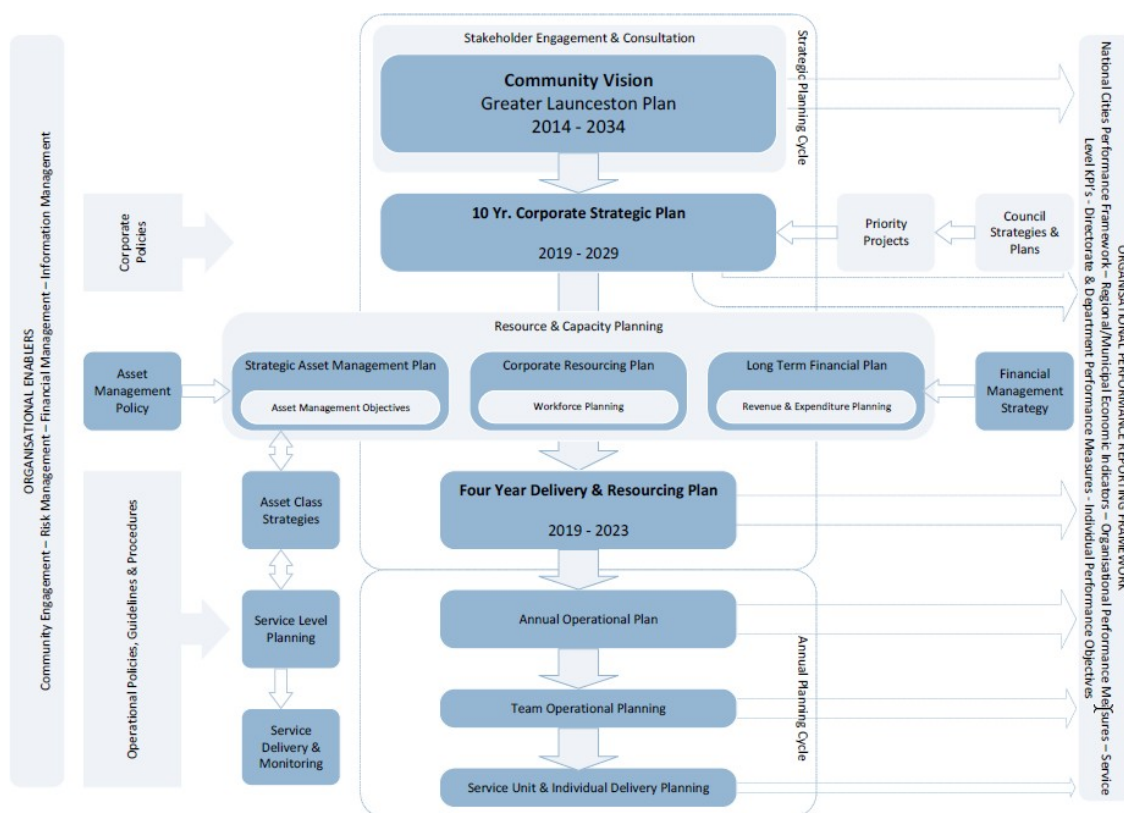 ORGANISATIONAL ENABLERS
Community Engagement – Risk Management – Financial Management – Information Management
Corporate
Policies
Asset
Management
Policy
Operational Policies, Guidelines & Procedures
Stakeholder Engagement & Consultation
Strategic Planning Cycle
Community Vision
Greater Launceston Plan
2014 - 2034
10 Yr. Corporate Strategic Plan
2019 - 2029
Priority
Projects
Council
Strategies &
Plans
Resource & Capacity Planning
Strategic Asset Management Plan
Asset Management Objectives
Corporate Resourcing Plan
Workforce Planning
Long Term Financial Plan
Revenue & Expenditure Planning
Financial
Management
Strategy
Asset Class
Strategies
Service Level
Planning
Service
Delivery &
Monitoring
Four Year Delivery & Resourcing Plan
2019 - 2023
Annual Planning Cycle
Annual Operational Plan
Team Operational Planning
Service Unit & Individual Delivery Planning
ORGANISATIONAL PERFORMANCE REPORTING FRAMEWORK
National Cities Performance Framework – Regional/Municipal Economic Indicators – Organisational Performance Measures – Service
Level KPI's - Directorate & Department Performance Measures - Individual Performance Objectives